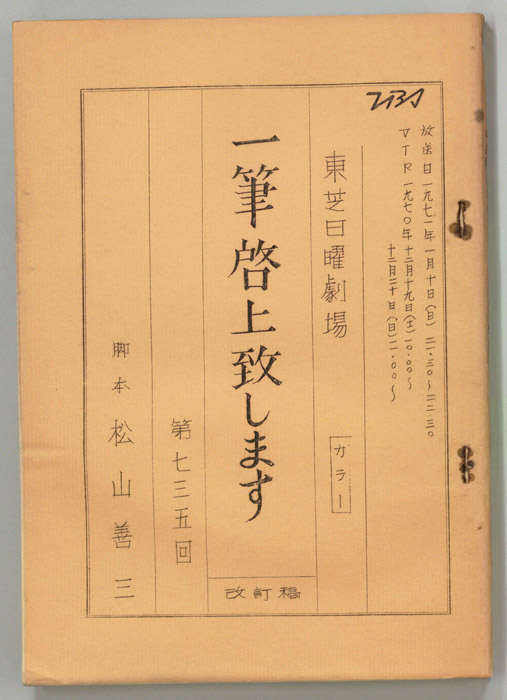 TBS
放送日 一九七一年一月十日(日)二一・三〇~二二・三〇
VTR 一九七〇年十二月十九日(土)一〇・〇〇~
十二月二十日(日)一一・〇〇~
東芝日曜劇場
カラー
一筆啓上致します
改訂稿
第七三五回
脚本 松山善三